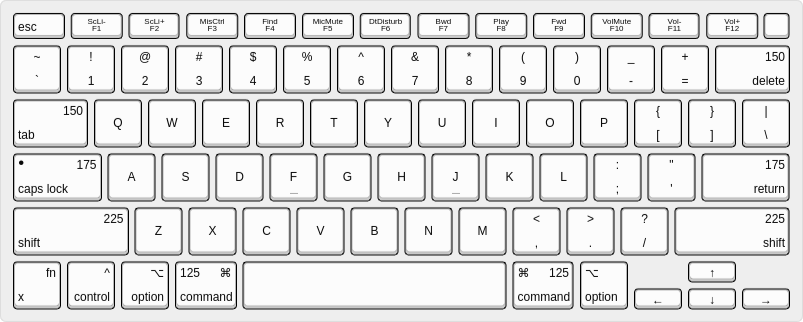 esc ScLi- ScLi+ MisCtrl Find MicMute DtDisturb Bwd Play Fwd VolMute Vol- Vol+
F1 F2 F3 F4 F5 F6 F7 F8 F9 F10 F11 F12
~ ! @ # $ % ^ & * ( ) _ + 150
` 1 2 3 4 5 6 7 8 9 0 - = delete
150 { } |
tab Q W E R T Y U I O P [ ] \
• 175 : " 175
caps lock A S D F _ G H J _ K L ; ' return
225 < > ? 225
shift Z X C V B N M , . / shift
fn ^ ⌥ 125 ⌘ ⌘ 125 ⌥ ↑
x control option command command option ← ↓ →